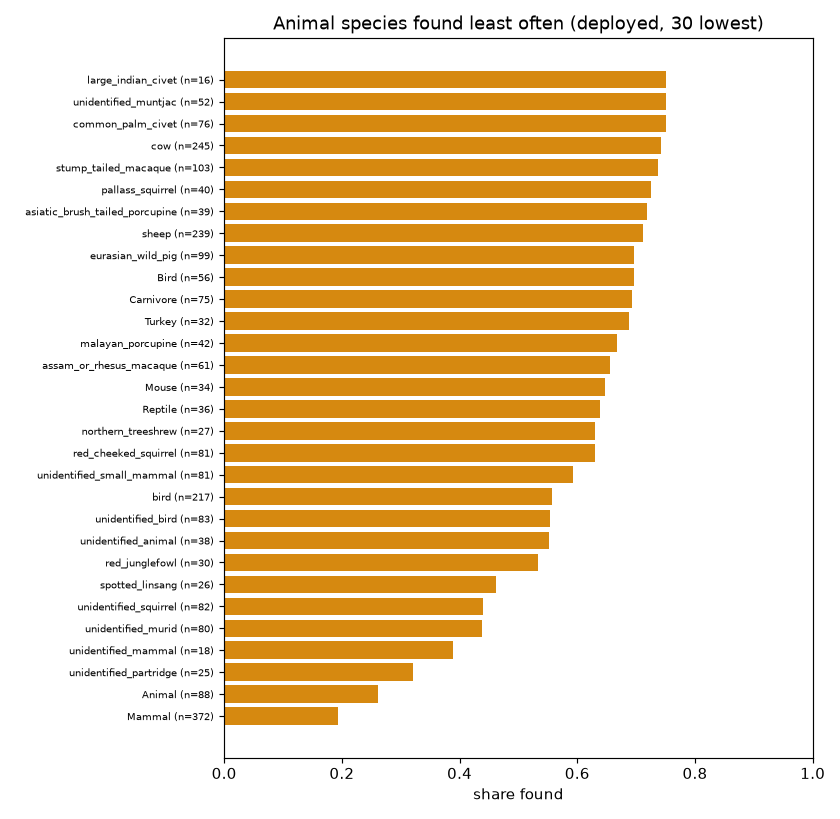 Animal species found least often (deployed, 30 lowest)
large_indian_civet (n=16)
unidentified_muntjac (n=52)
common_palm_civet (n=76)
cow (n=245)
stump_tailed_macaque (n=103)
pallass_squirrel (n=40)
asiatic_brush_tailed_porcupine (n=39)
sheep (n=239)
eurasian_wild_pig (n=99)
Bird (n=56)
Carnivore (n=75)
Turkey (n=32)
malayan_porcupine (n=42)
assam_or_rhesus_macaque (n=61)
Mouse (n=34)
Reptile (n=36)
northern_treeshrew (n=27)
red_cheeked_squirrel (n=81)
unidentified_small_mammal (n=81)
bird (n=217)
unidentified_bird (n=83)
unidentified_animal (n=38)
red_junglefowl (n=30)
spotted_linsang (n=26)
unidentified_squirrel (n=82)
unidentified_murid (n=80)
unidentified_mammal (n=18)
unidentified_partridge (n=25)
Animal (n=88)
Mammal (n=372)
0.0 0.2 0.4 0.6 0.8 1.0
share found